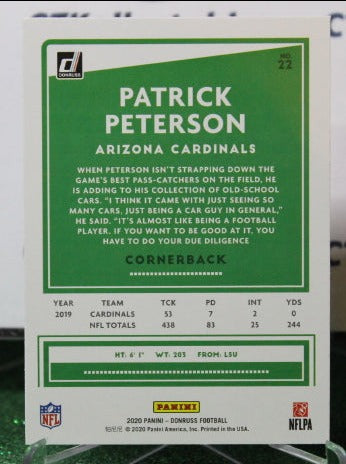 DONRUSS
NO.
22
PATRICK
PETERSON
ARIZONA CARDINALS
WHEN PETERSON ISN'T STRAPPING DOWN THE
GAME'S BEST PASS-CATCHERS ON THE FIELD, HE
IS ADDING TO HIS COLLECTION OF OLD-SCHOOL
CARS. "I THINK IT CAME WITH JUST SEEING SO
MANY CARS, JUST BEING A CAR GUY IN GENERAL,"
HE SAID. "IT'S ALMOST LIKE BEING A FOOTBALL
PLAYER. IF YOU WANT TO BE GOOD AT IT, YOU
HAVE TO DO YOUR DUE DILIGENCE
CORNERBACK
YEAR TEAM TCK PD INT YDS
2019 CARDINALS 53 7 2 0
NFL TOTALS 438 83 25 244
HT: 6' 1" WT: 203 FROM: LSU
NFL
PANINI
NFLPA
2020 PANINI - DONRUSS FOOTBALL
© 2020 Panini America, Inc. Printed in the USA.